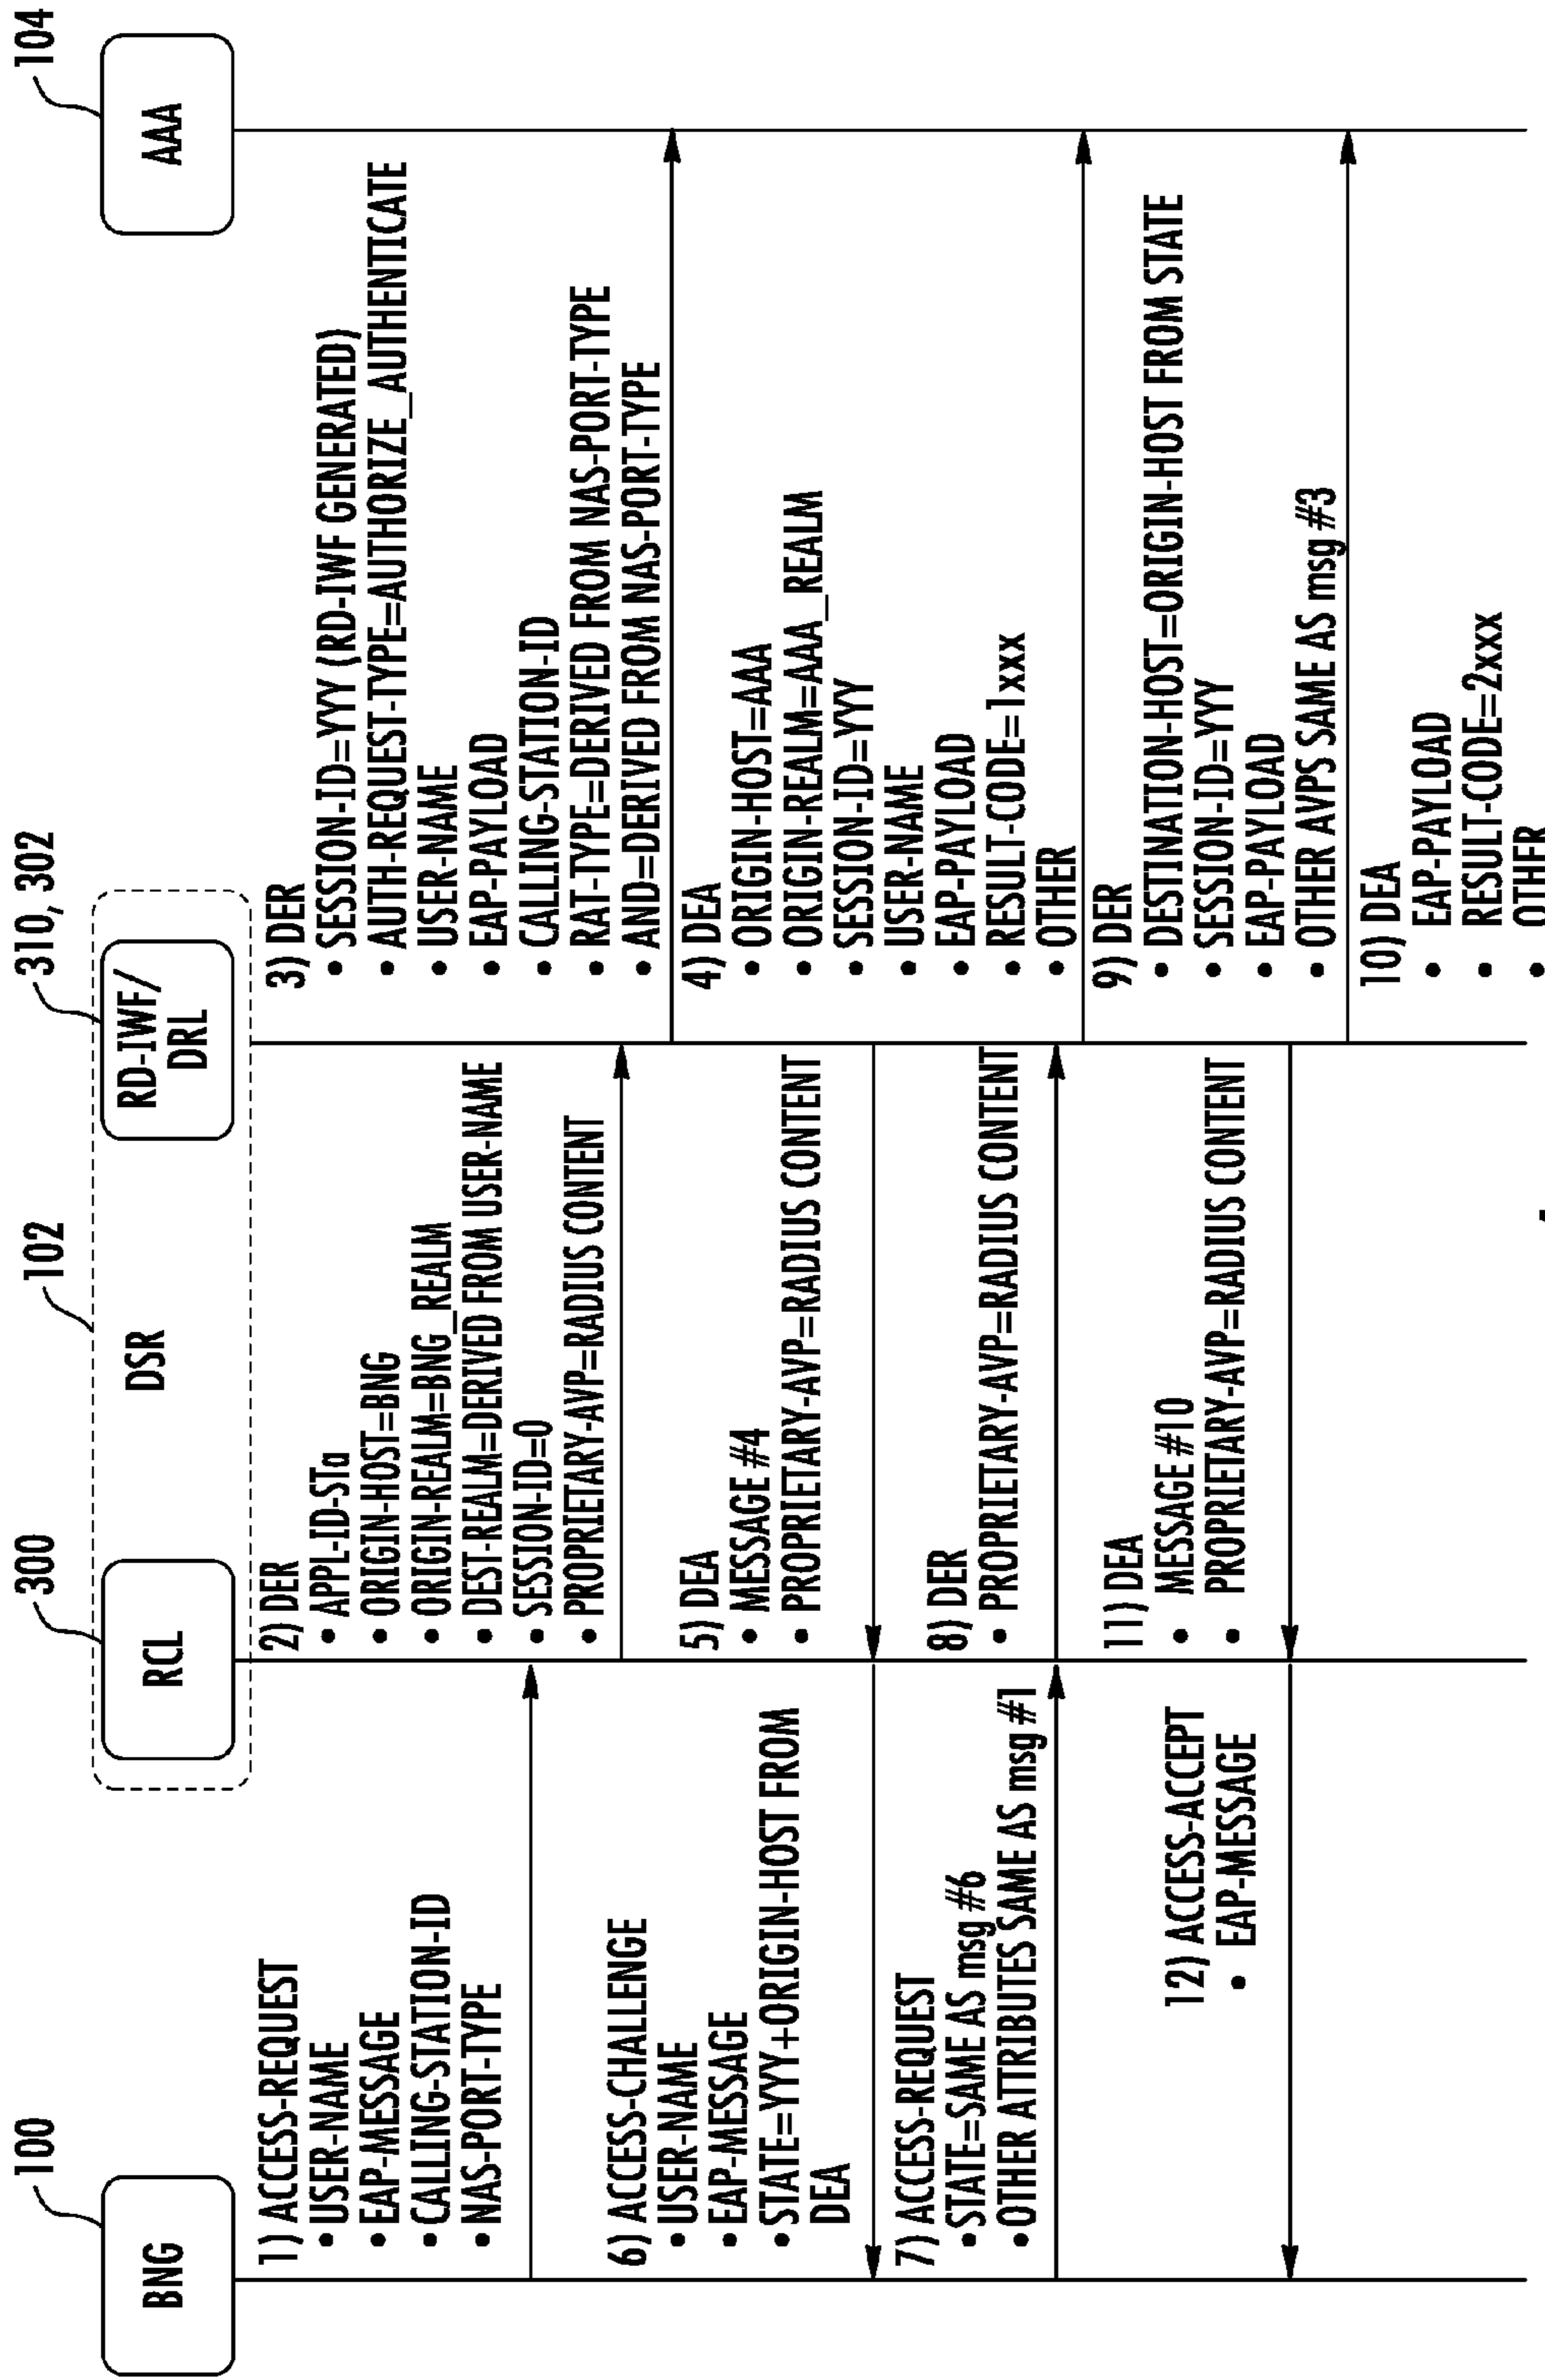 100
BNG
300
RCL
102
DSR
310, 302
RD-IWF/
DRL
104
AAA
1) ACCESS-REQUEST
• USER-NAME
• EAP-MESSAGE
• CALLING-STATION-ID
• NAS-PORT-TYPE
2) DER
• APPL-ID-STa
• ORIGIN-HOST=BNG
• ORIGIN-REALM=BNG_REALM
• DEST-REALM=DERIVED FROM USER-NAME
• SESSION-ID=0
• PROPRIETARY-AVP=RADIUS CONTENT
3) DER
• SESSION-ID=YYY (RD-IWF GENERATED)
• AUTH-REQUEST-TYPE=AUTHORIZE_AUTHENTICATE
• USER-NAME
• EAP-PAYLOAD
• CALLING-STATION-ID
• RAT-TYPE=DERIVED FROM NAS-PORT-TYPE
• AND=DERIVED FROM NAS-PORT-TYPE
4) DEA
• ORIGIN-HOST=AAA
• ORIGIN-REALM=AAA_REALM
• SESSION-ID=YYY
• USER-NAME
• EAP-PAYLOAD
• RESULT-CODE=1xxx
• OTHER
5) DEA
• MESSAGE #4
• PROPRIETARY-AVP=RADIUS CONTENT
6) ACCESS-CHALLENGE
• USER-NAME
• EAP-MESSAGE
• STATE=YYY+ORIGIN-HOST FROM
DEA
7) ACCESS-REQUEST
• STATE=SAME AS msg #6
• OTHER ATTRIBUTES SAME AS msg #1
8) DER
• PROPRIETARY-AVP=RADIUS CONTENT
9) DER
• DESTINATION-HOST=ORIGIN-HOST FROM STATE
• SESSION-ID=YYY
• EAP-PAYLOAD
• OTHER AVPS SAME AS msg #3
10) DEA
• EAP-PAYLOAD
• RESULT-CODE=2xxx
• OTHER
11) DEA
• MESSAGE #10
• PROPRIETARY-AVP=RADIUS CONTENT
12) ACCESS-ACCEPT
• EAP-MESSAGE